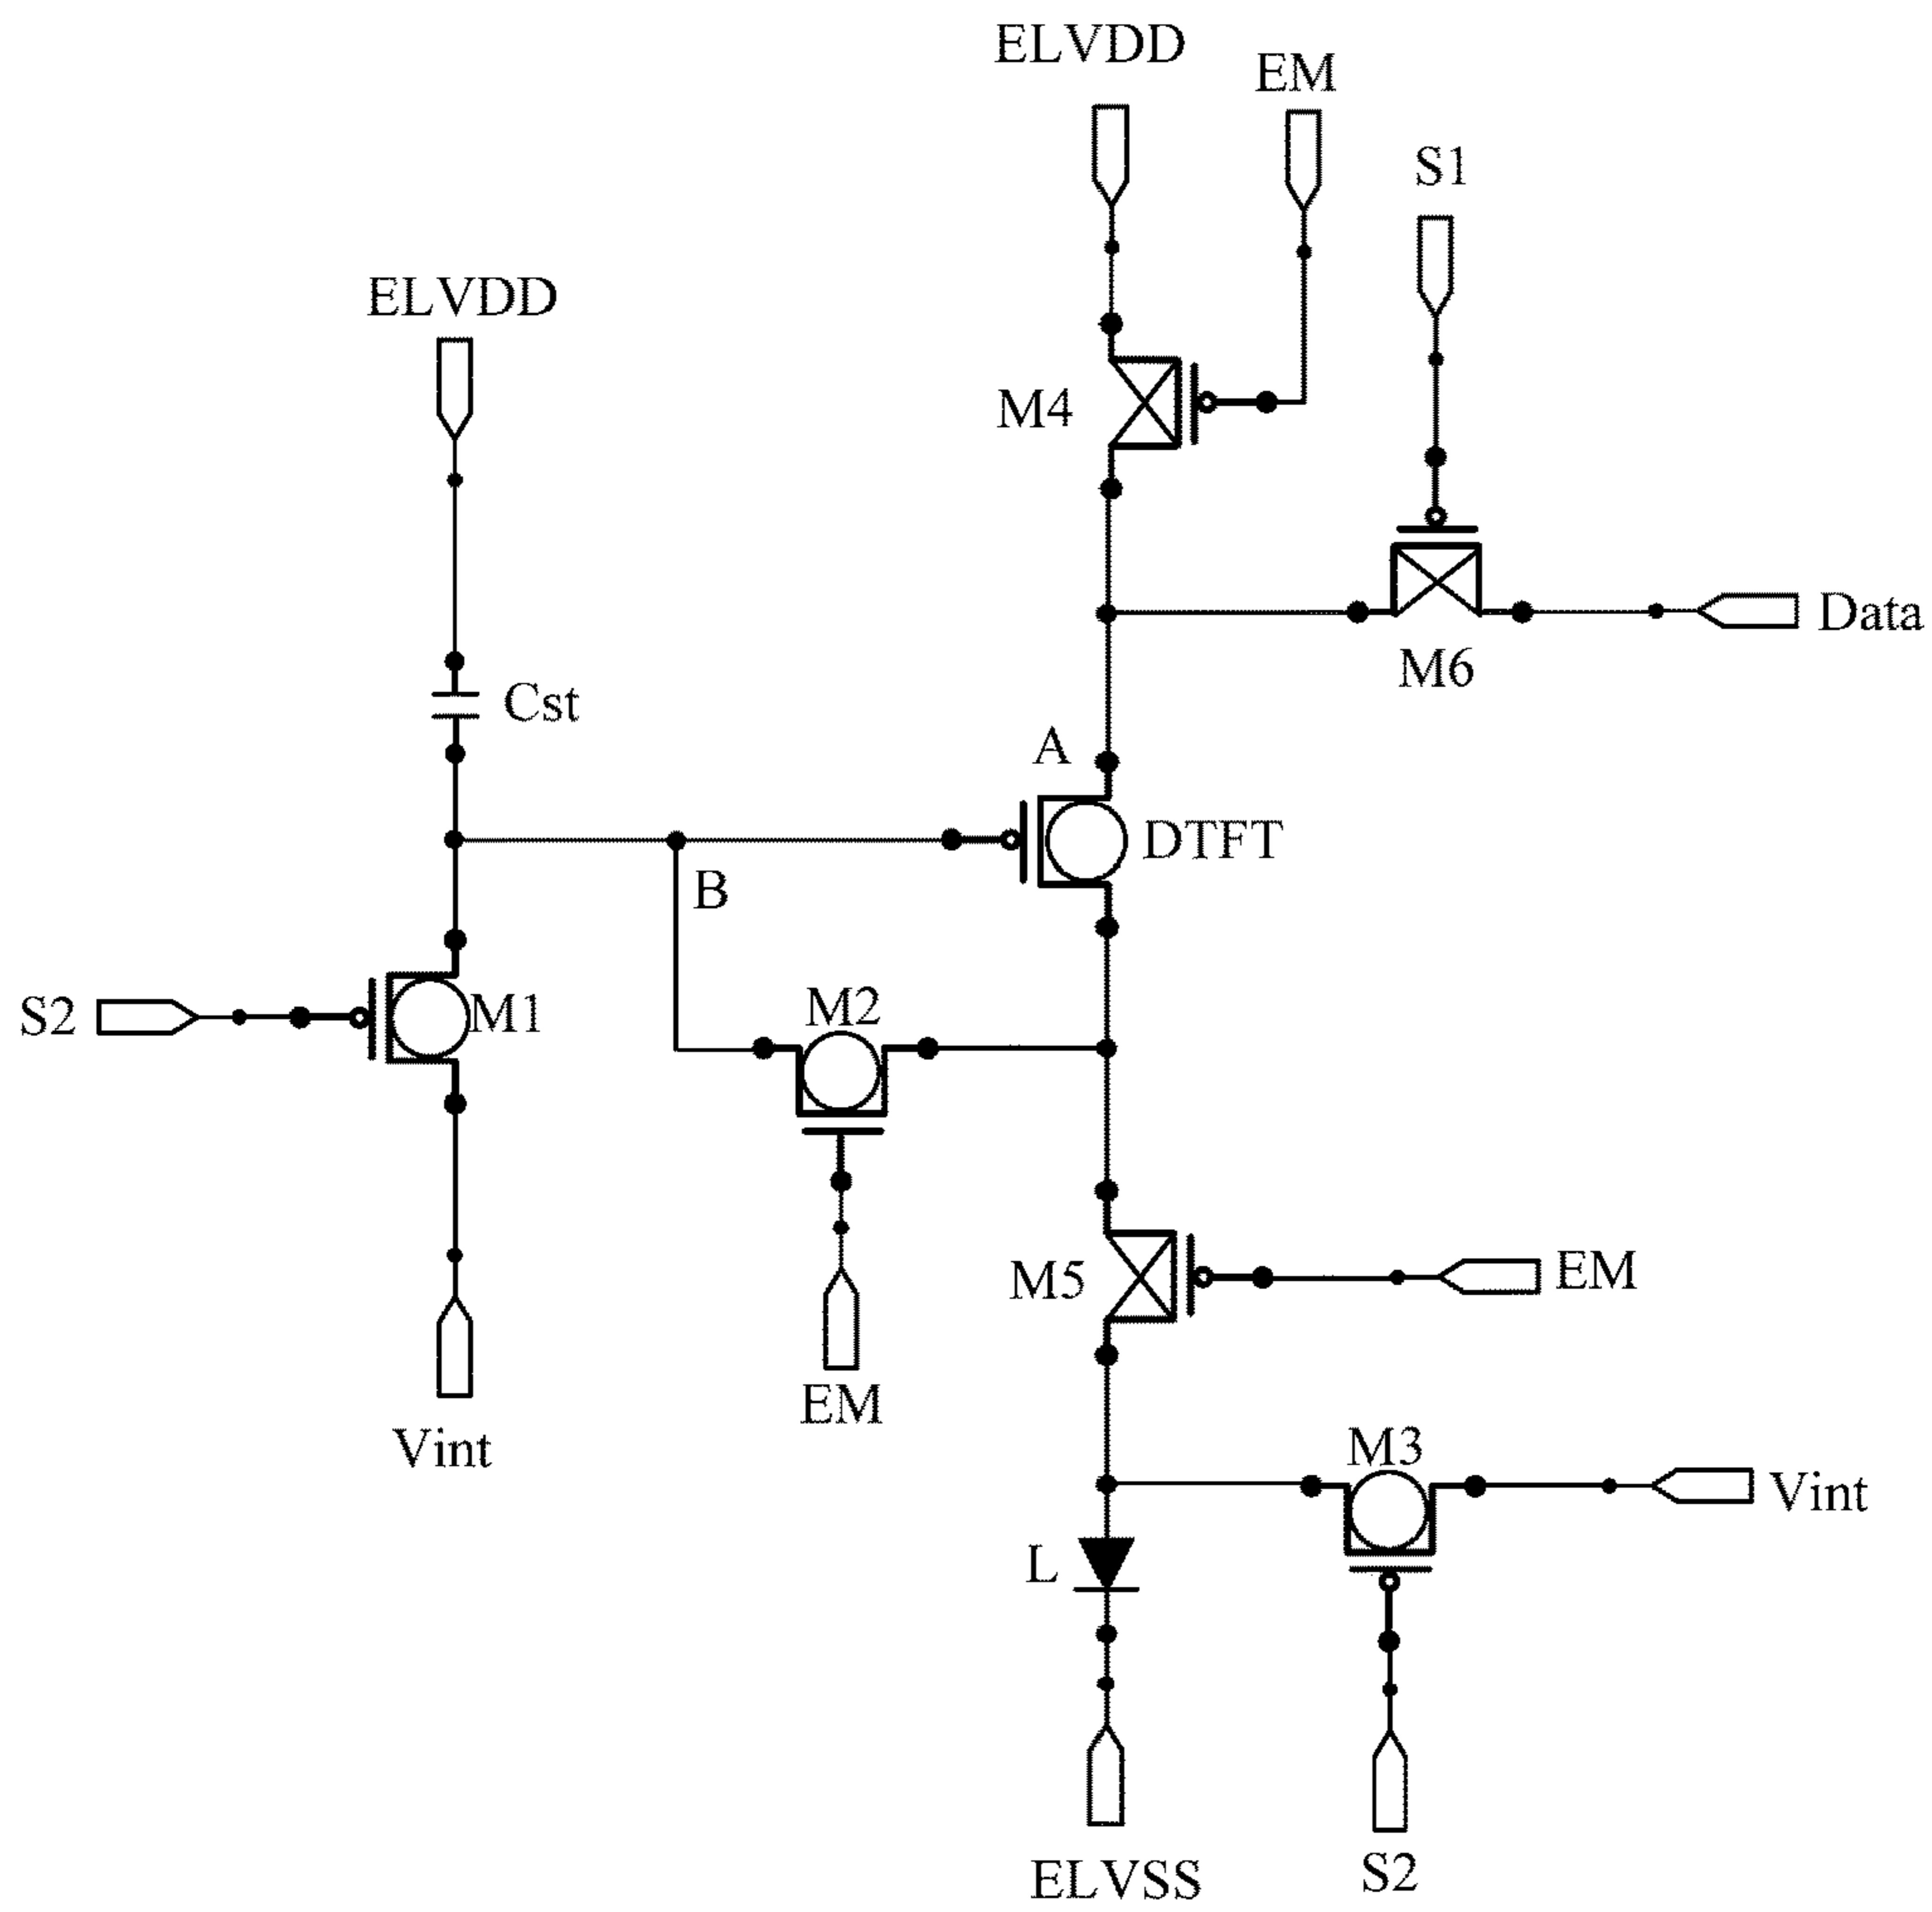 ELVDD
EM
S1
ELVDD
M4
Data
M6
Cst
A
DTFT
B
S2
M1
M2
M5
EM
EM
Vint
M3
Vint
L
ELVSS
S2